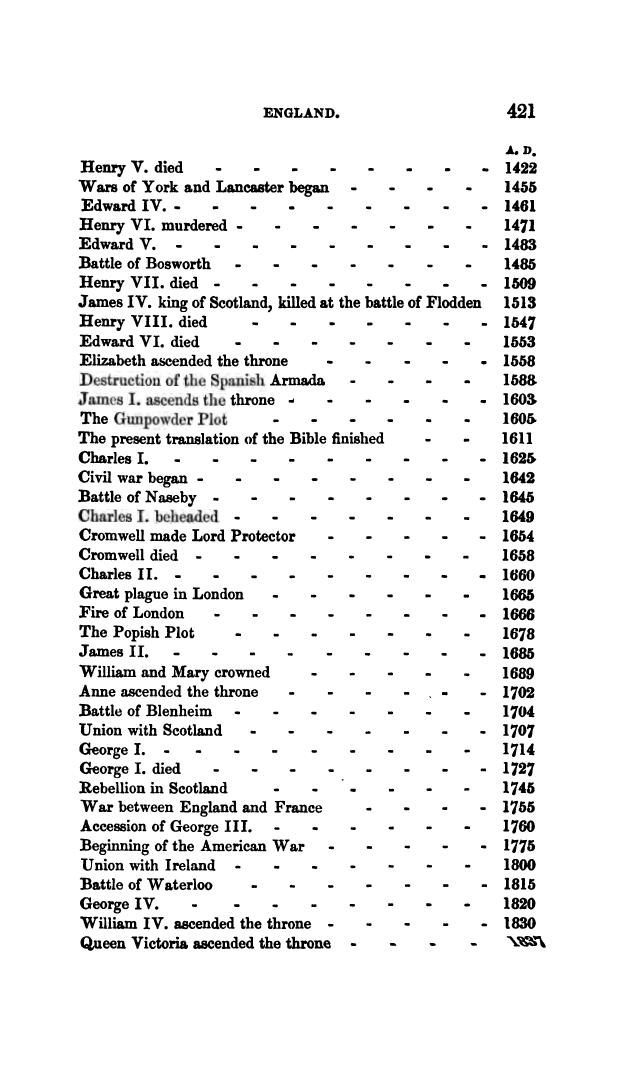 ENGLAND. 421
A. D.
Henry V. died - - - - - - - - 1422
Wars of York and Lancaster began - - - - 1455
Edward IV. - - - - - - - - - 1461
Henry VI. murdered - - - - - - - 1471
Edward V. - - - - - - - - - 1483
Battle of Bosworth - - - - - - - 1485
Henry VII. died - - - - - - - - 1509
James IV. king of Scotland, killed at the battle of Flodden 1513
Henry VIII. died - - - - - - - 1547
Edward VI. died - - - - - - - 1553
Elizabeth ascended the throne - - - - - 1558
Destruction of the Spanish Armada - - - - 1588
James I. ascends the throne - - - - - - 1603
The Gunpowder Plot - - - - - - 1605
The present translation of the Bible finished - - 1611
Charles I. - - - - - - - - - 1625
Civil war began - - - - - - - - 1642
Battle of Naseby - - - - - - - - 1645
Charles I. beheaded - - - - - - - 1649
Cromwell made Lord Protector - - - - - 1654
Cromwell died - - - - - - - - 1658
Charles II. - - - - - - - - - 1660
Great plague in London - - - - - - 1665
Fire of London - - - - - - - - 1666
The Popish Plot - - - - - - - 1678
James II. - - - - - - - - - 1685
William and Mary crowned - - - - - 1689
Anne ascended the throne - - - - - - 1702
Battle of Blenheim - - - - - - - 1704
Union with Scotland - - - - - - - 1707
George I. - - - - - - - - - 1714
George I. died - - - - - - - - 1727
Rebellion in Scotland - - - - - - 1745
War between England and France - - - - 1755
Accession of George III. - - - - - - 1760
Beginning of the American War - - - - - 1775
Union with Ireland - - - - - - - 1800
Battle of Waterloo - - - - - - - 1815
George IV. - - - - - - - - 1820
William IV. ascended the throne - - - - - 1830
Queen Victoria ascended the throne - - - - 1837